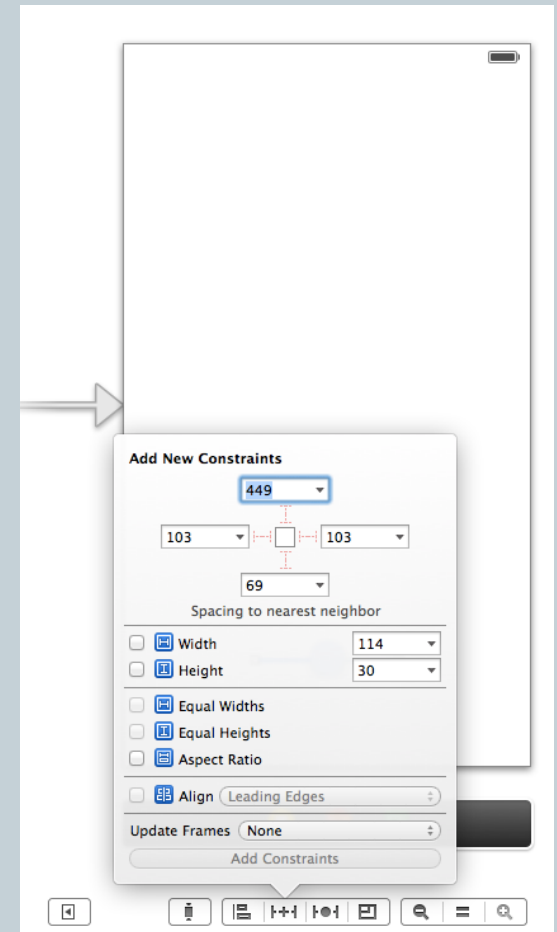 Add New Constraints
449
103 103
69
Spacing to nearest neighbor
Width 114
Height 30
Equal Widths
Equal Heights
Aspect Ratio
Align Leading Edges
Update Frames None
Add Constraints